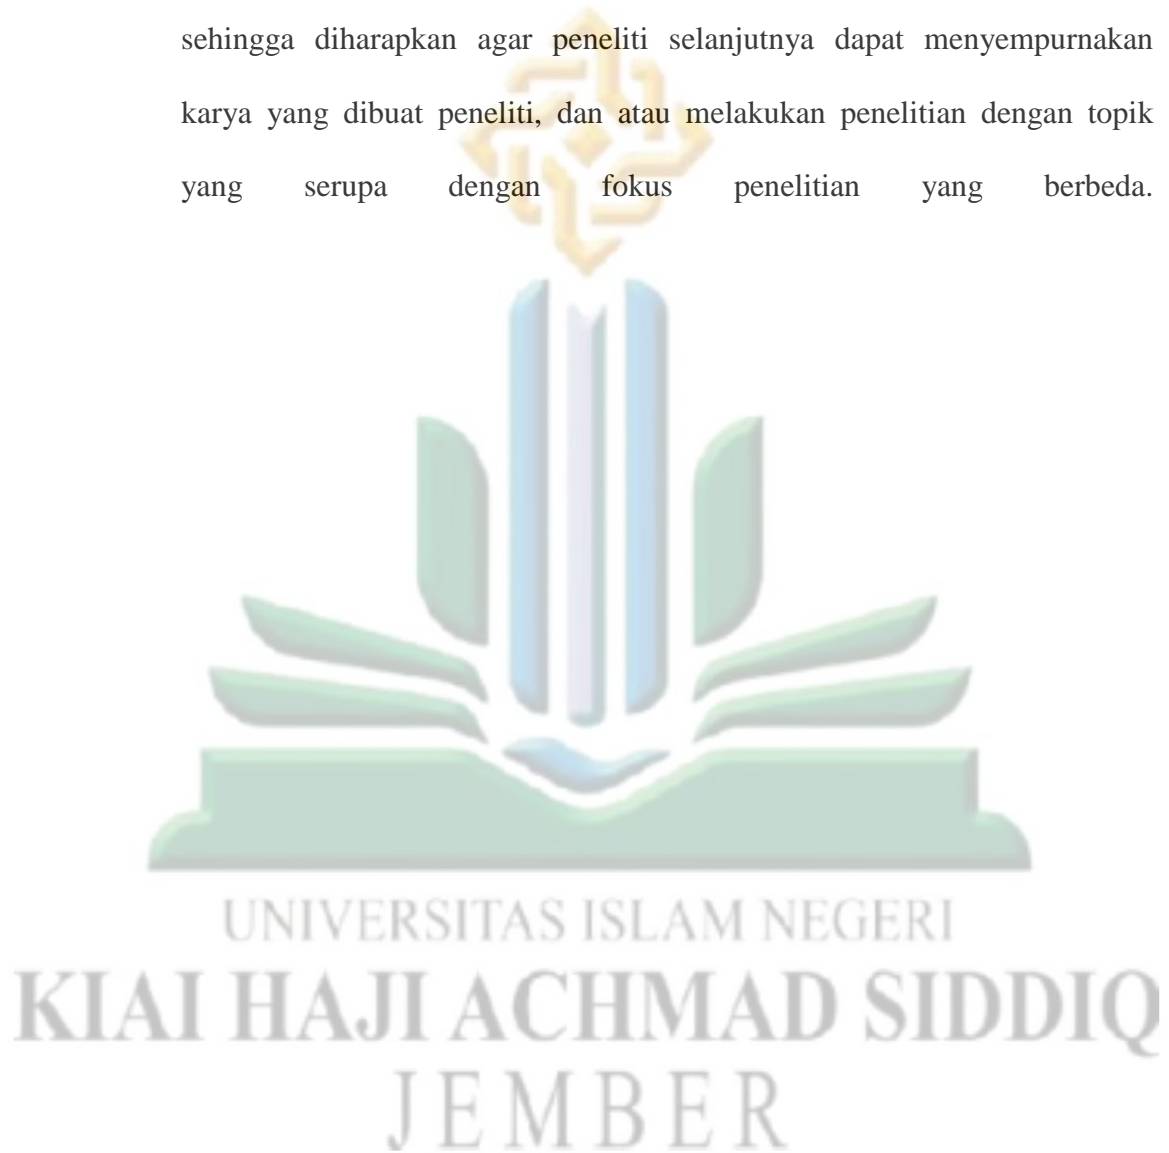 sehingga diharapkan agar peneliti selanjutnya dapat menyempurnakan
karya yang dibuat peneliti, dan atau melakukan penelitian dengan topik
yang serupa dengan fokus penelitian yang berbeda.
UNIVERSITAS ISLAM NEGERI
KIAI HAJI ACHMAD SIDDIQ
JEMBER